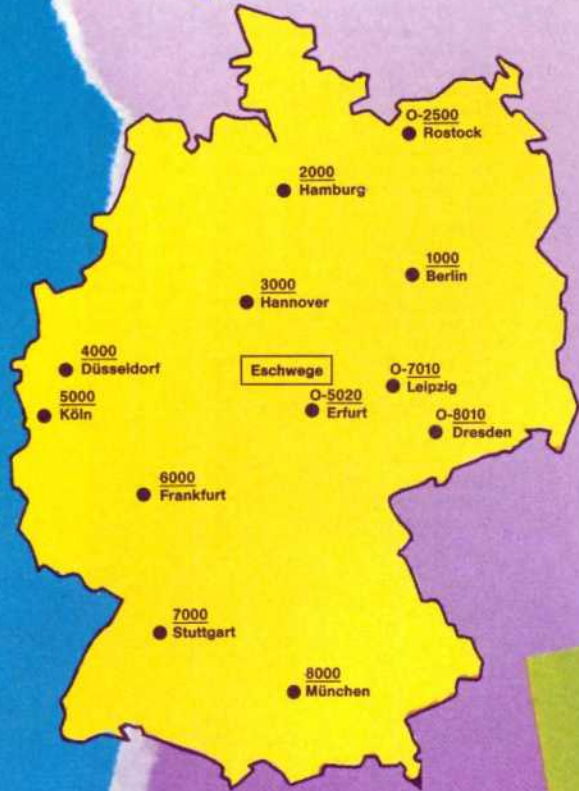 O-2500
Rostock
2000
Hamburg
1000
Berlin
3000
Hannover
4000
Düsseldorf
Eschwege
O-7010
Leipzig
5000
Köln
O-5020
Erfurt
O-8010
Dresden
6000
Frankfurt
7000
Stuttgart
8000
München